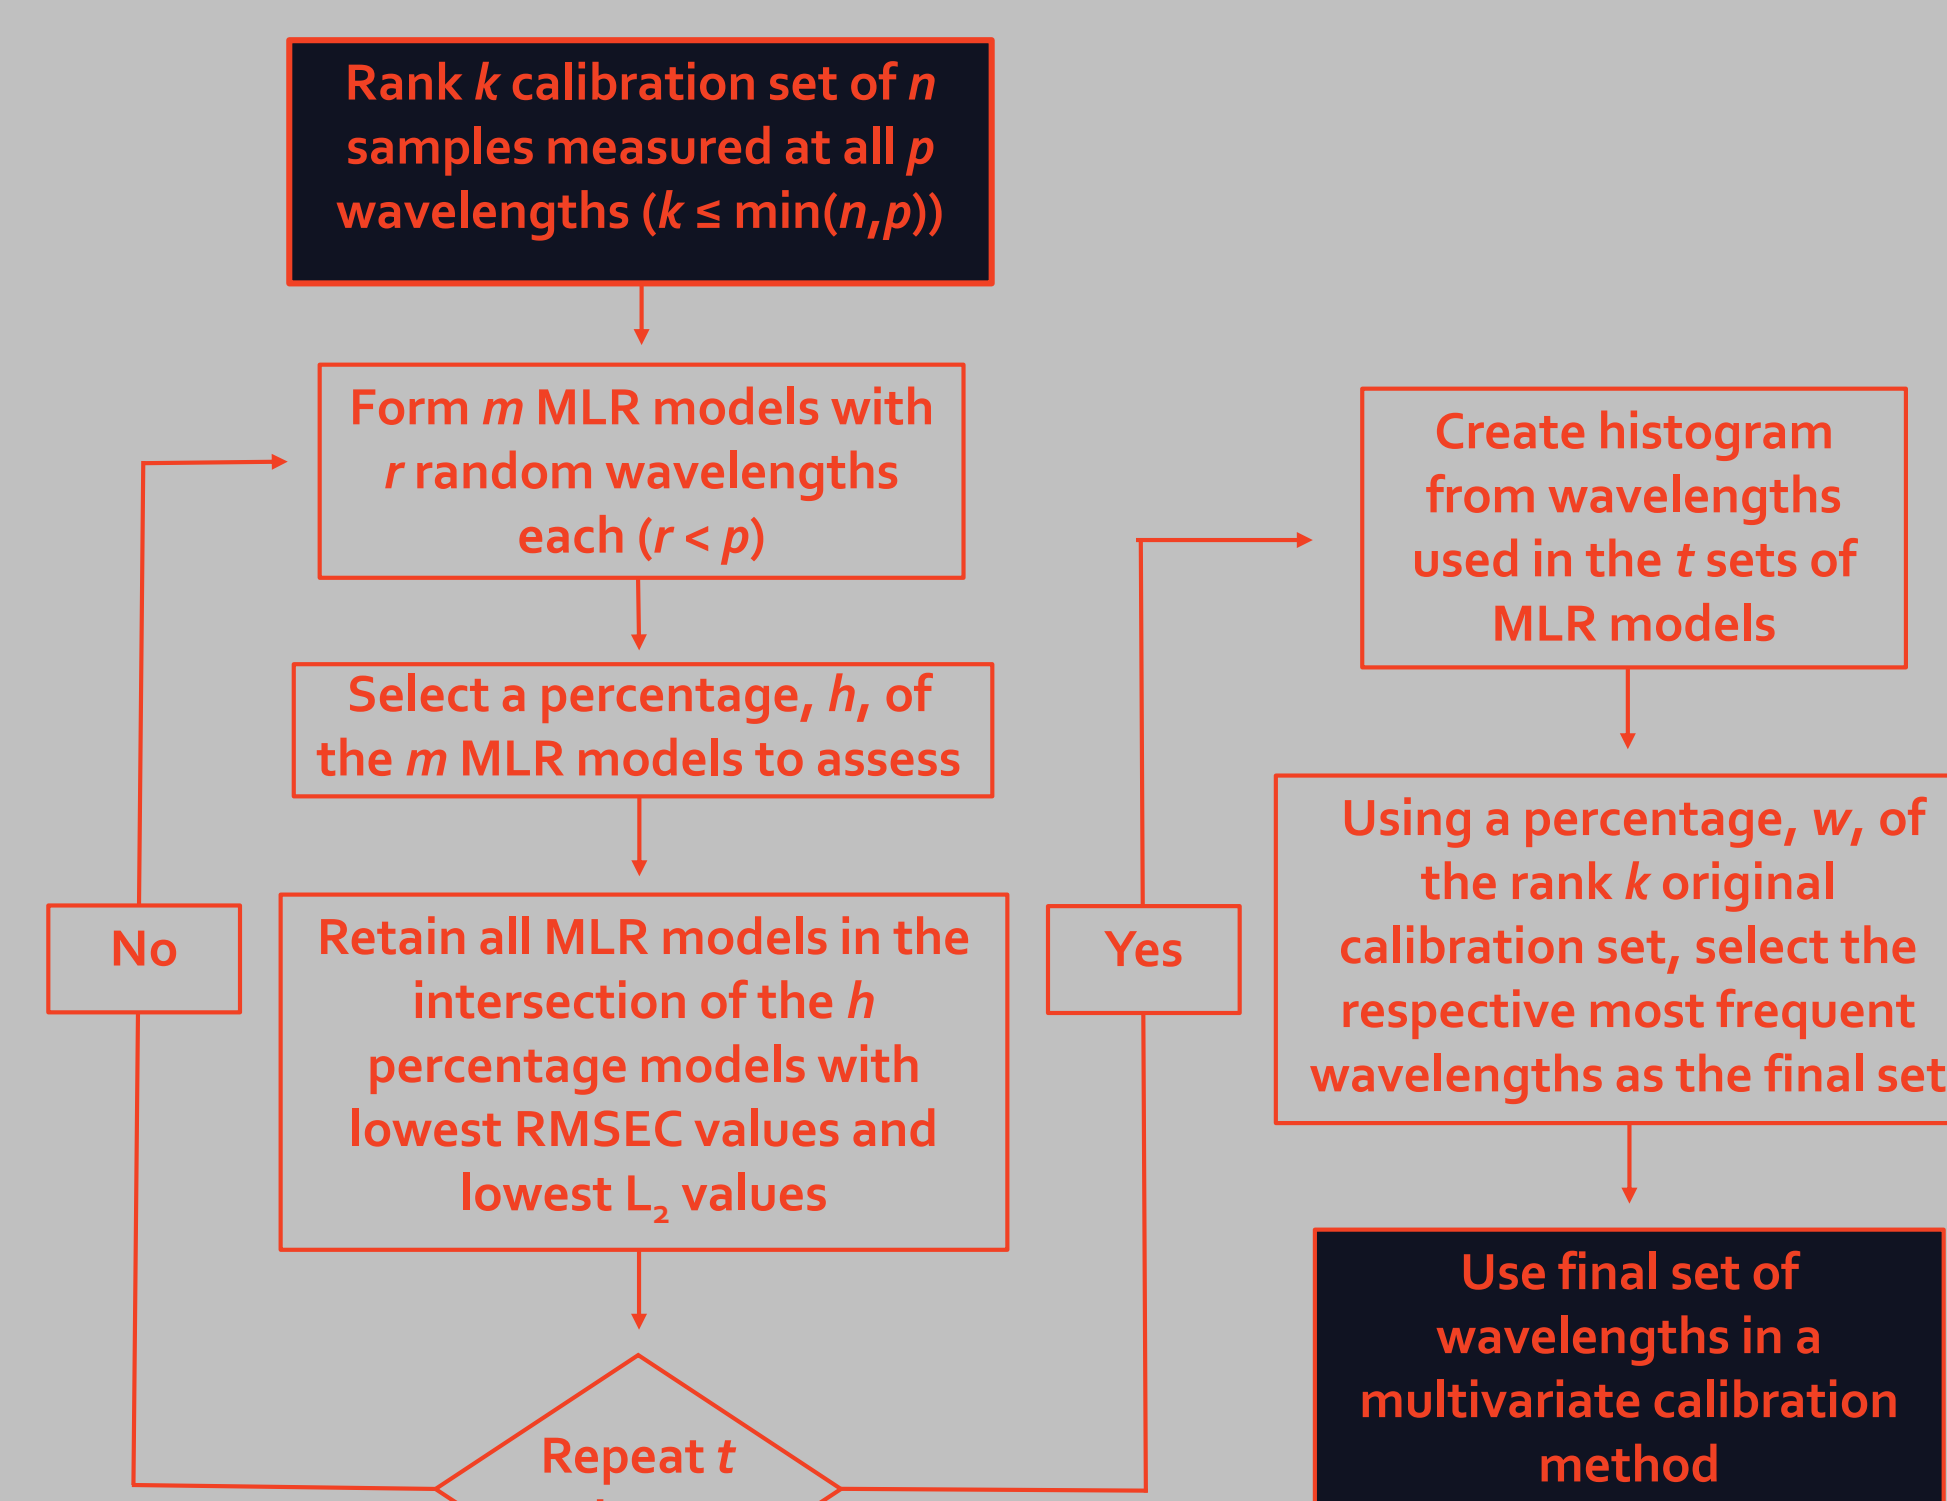 Rank k calibration set of n
samples measured at all p
wavelengths (k ≤ min(n,p))
Form m MLR models with
r random wavelengths
each (r < p)
Select a percentage, h, of
the m MLR models to assess
Retain all MLR models in the
intersection of the h
percentage models with
lowest RMSEC values and
lowest L₂ values
Repeat t
No
Yes
Create histogram
from wavelengths
used in the t sets of
MLR models
Using a percentage, w, of
the rank k original
calibration set, select the
respective most frequent
wavelengths as the final set
Use final set of
wavelengths in a
multivariate calibration
method